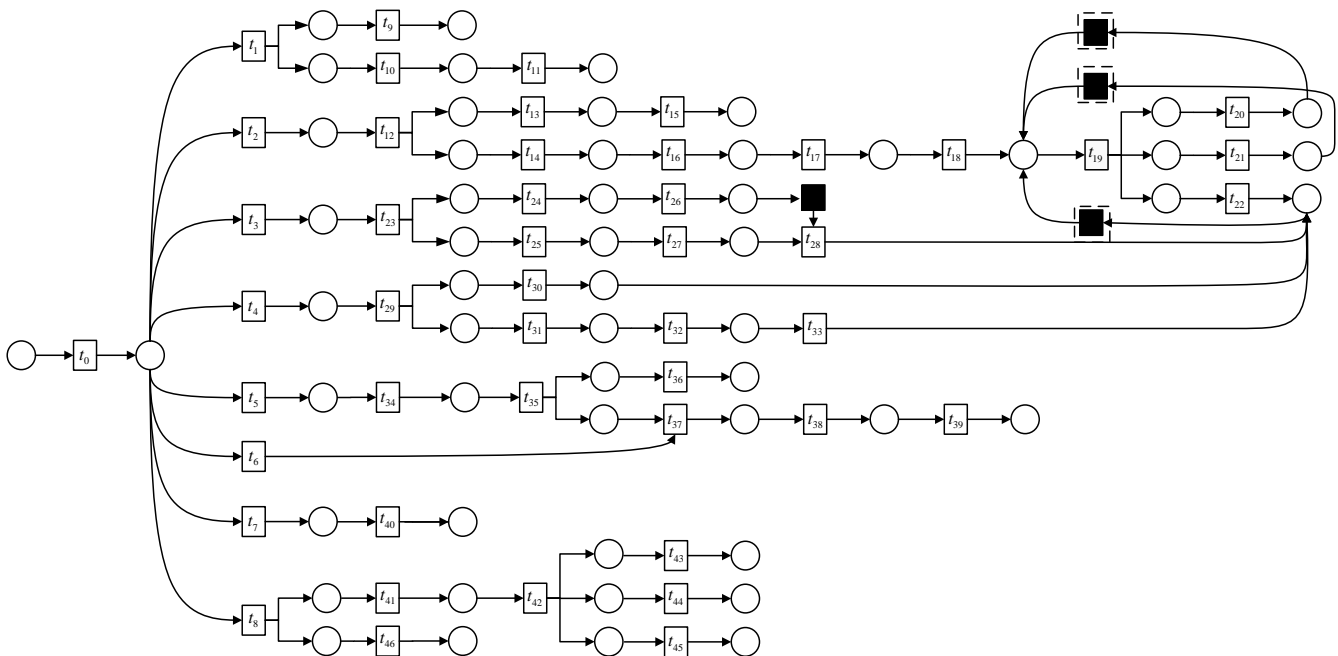 t1 t9
t10 t11
t2 t12 t13 t15 t20
t14 t16 t17 t18 t19 t21
t3 t23 t24 t26 t22
t25 t27 t28
t4 t29 t30
t31 t32 t33
t0
t5 t34 t35 t36
t37 t38 t39
t6
t7 t40
t43
t8 t41 t42 t44
t46 t45